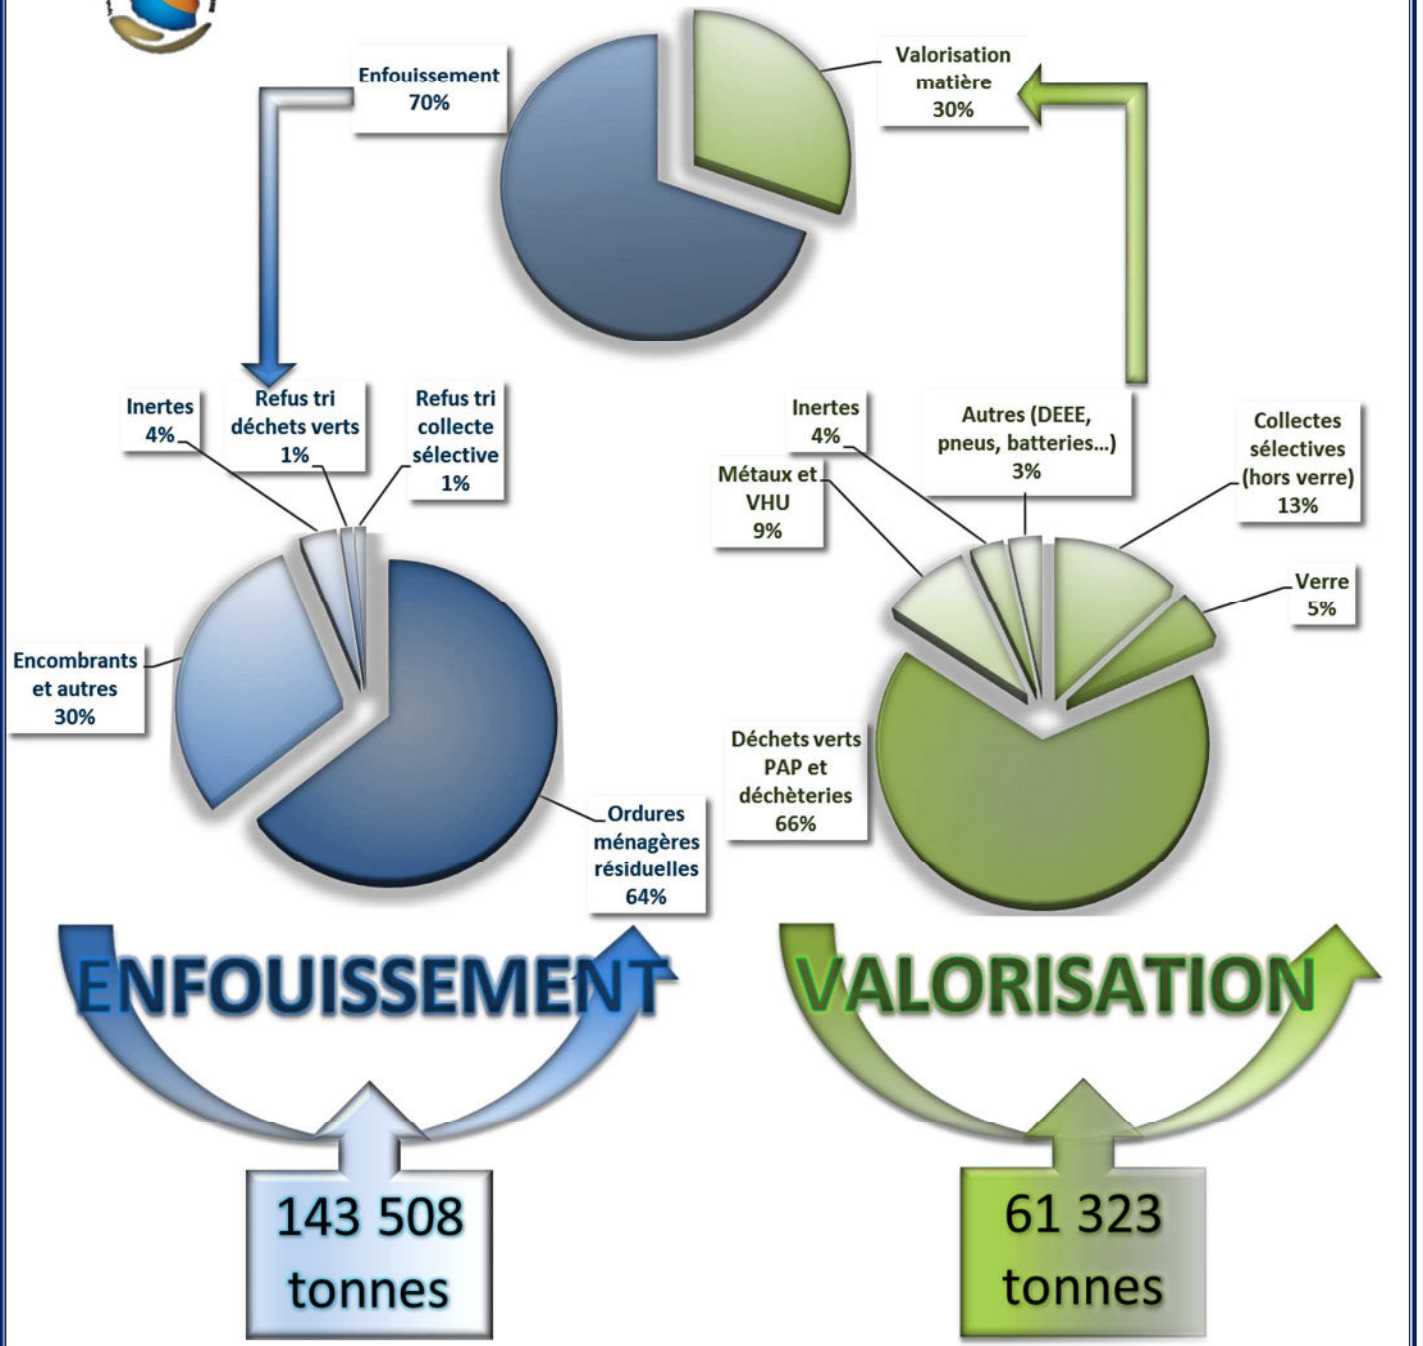 Enfouissement
70%
Valorisation
matière
30%
Inertes
4%
Refus tri
déchets verts
1%
Refus tri
collecte
sélective
1%
Encombrants
et autres
30%
Ordures
ménagères
résiduelles
64%
Inertes
4%
Autres (DEEE,
pneus, batteries...)
3%
Métaux et
VHU
9%
Collectes
sélectives
(hors verre)
13%
Verre
5%
Déchets verts
PAP et
déchèteries
66%
ENFOUISSEMENT
VALORISATION
143 508
tonnes
61 323
tonnes